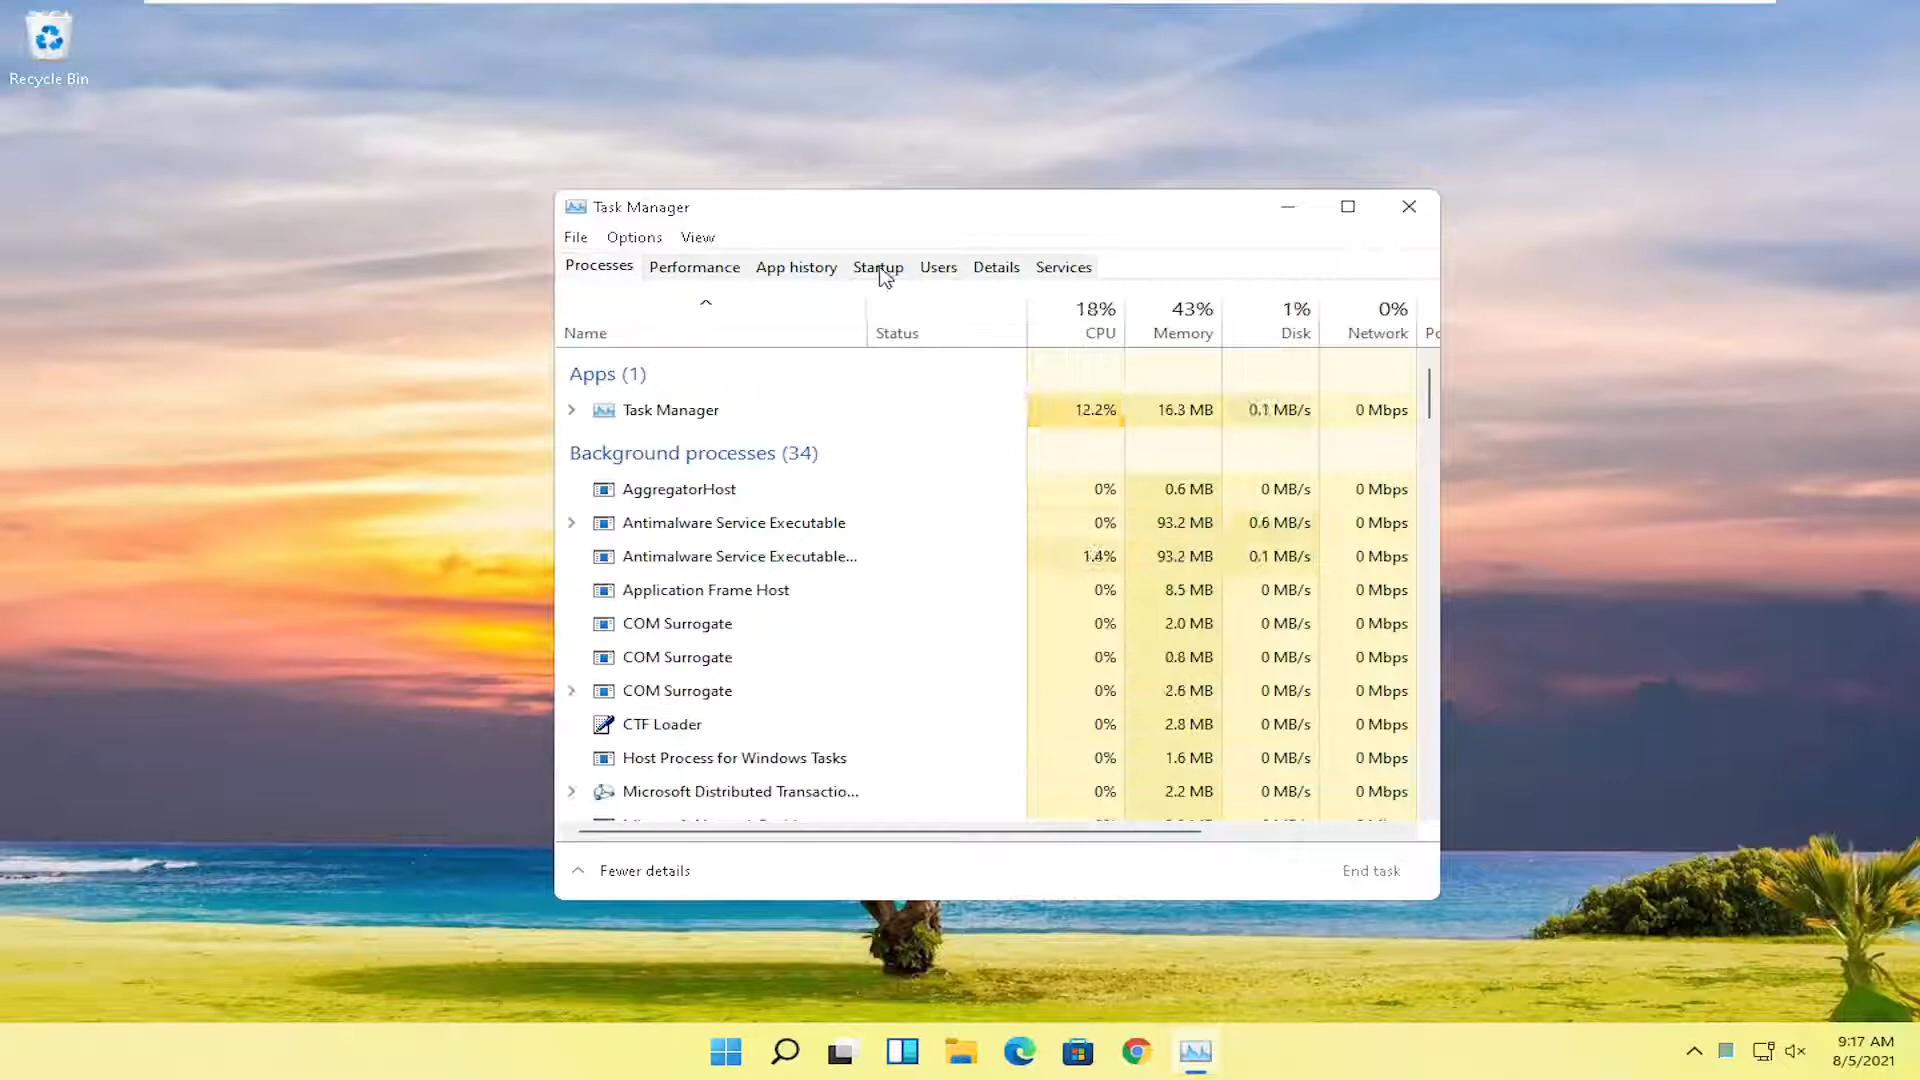 Recycle Bin
Task Manager
File Options View
Processes Performance App history Startup Users Details Services
18% 43% 1% 0%
Name Status CPU Memory Disk Network
Apps (1)
Task Manager 12.2% 16.3 MB 0.1 MB/s 0 Mbps
Background processes (34)
AggregatorHost 0% 0.6 MB 0 MB/s 0 Mbps
Antimalware Service Executable 0% 93.2 MB 0.6 MB/s 0 Mbps
Antimalware Service Executable... 1.4% 93.2 MB 0.1 MB/s 0 Mbps
Application Frame Host 0% 8.5 MB 0 MB/s 0 Mbps
COM Surrogate 0% 2.0 MB 0 MB/s 0 Mbps
COM Surrogate 0% 0.8 MB 0 MB/s 0 Mbps
COM Surrogate 0% 2.6 MB 0 MB/s 0 Mbps
CTF Loader 0% 2.8 MB 0 MB/s 0 Mbps
Host Process for Windows Tasks 0% 1.6 MB 0 MB/s 0 Mbps
Microsoft Distributed Transactio... 0% 2.2 MB 0 MB/s 0 Mbps
Fewer details End task
9:17 AM
8/5/2021